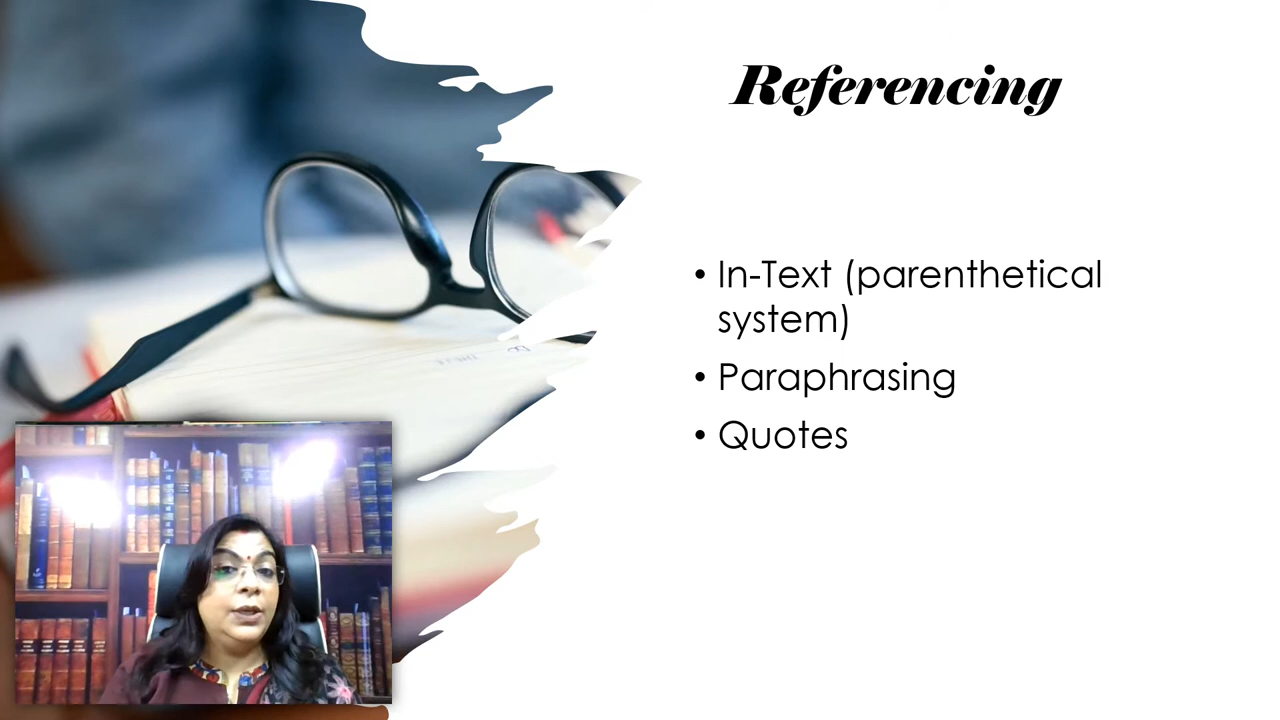 Referencing
• In-Text (parenthetical
system)
• Paraphrasing
• Quotes